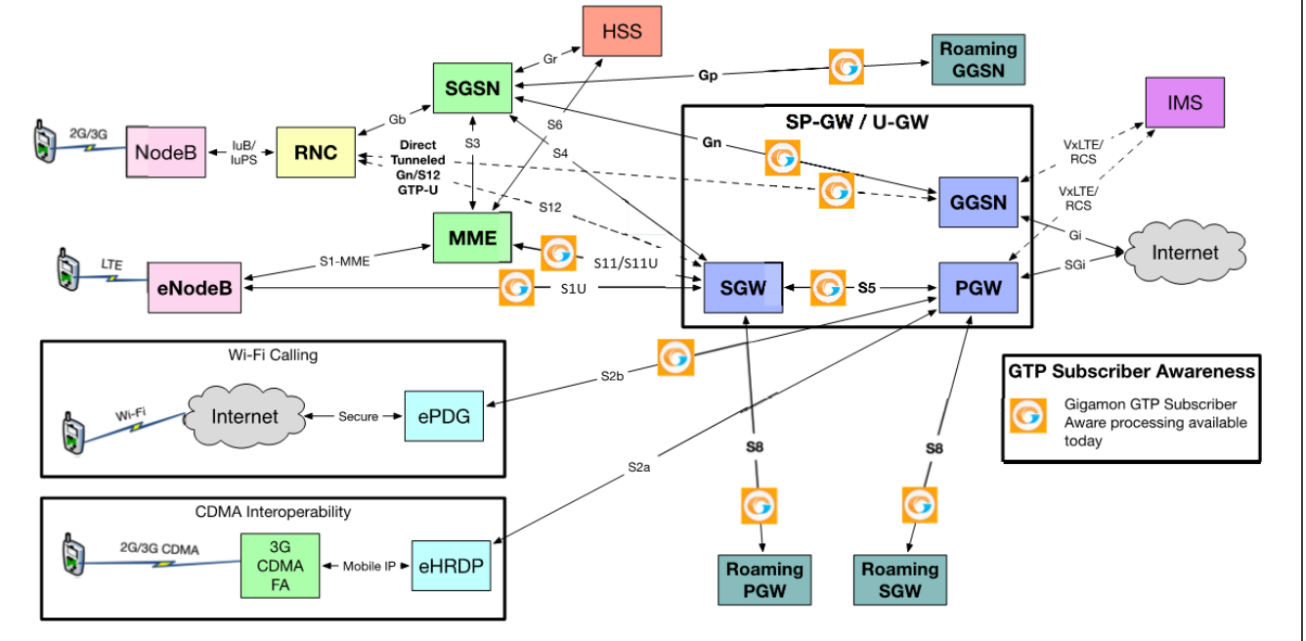 HSS
Gr
Gp
Roaming
GGSN
SGSN
IMS
Gb
S3
S6
S4
SP-GW / U-GW
Gn
2G/3G
NodeB
IuB/
IuPS
RNC
Direct
Tunneled
Gn/S12
GTP-U
VxLTE/
RCS
VxLTE/
RCS
GGSN
S12
MME
Gi
Internet
LTE
S1-MME
S11/S11U
SGi
eNodeB
S1U
SGW
S5
PGW
Wi-Fi Calling
Wi-Fi
Internet
Secure
ePDG
S2b
GTP Subscriber Awareness
Gigamon GTP Subscriber
Aware processing available
today
S8
S8
S2a
CDMA Interoperability
2G/3G CDMA
3G
CDMA
FA
Mobile IP
eHRDP
Roaming
PGW
Roaming
SGW